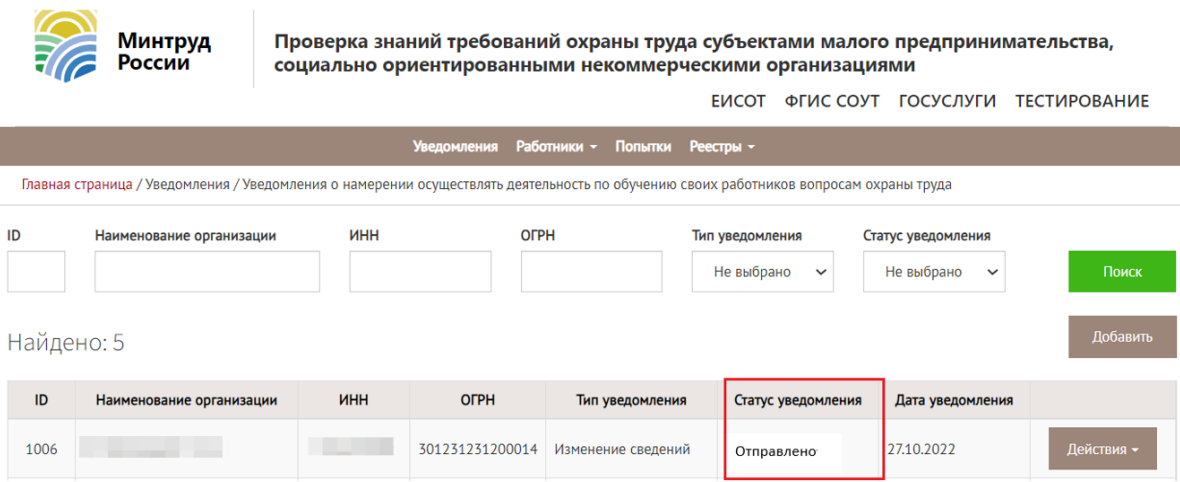 Минтруд
России
Проверка знаний требований охраны труда субъектами малого предпринимательства,
социально ориентированными некоммерческими организациями
ЕИСОТ ФГИС СОУТ ГОСУСЛУГИ ТЕСТИРОВАНИЕ
Уведомления Работники Попытки Реестры
Главная страница / Уведомления / Уведомления о намерении осуществлять деятельность по обучению своих работников вопросам охраны труда
ID Наименование организации ИНН ОГРН Тип уведомления Статус уведомления
Не выбрано Не выбрано Поиск
Найдено: 5 Добавить
ID Наименование организации ИНН ОГРН Тип уведомления Статус уведомления Дата уведомления
1006 301231231200014 Изменение сведений Отправлено 27.10.2022 Действия